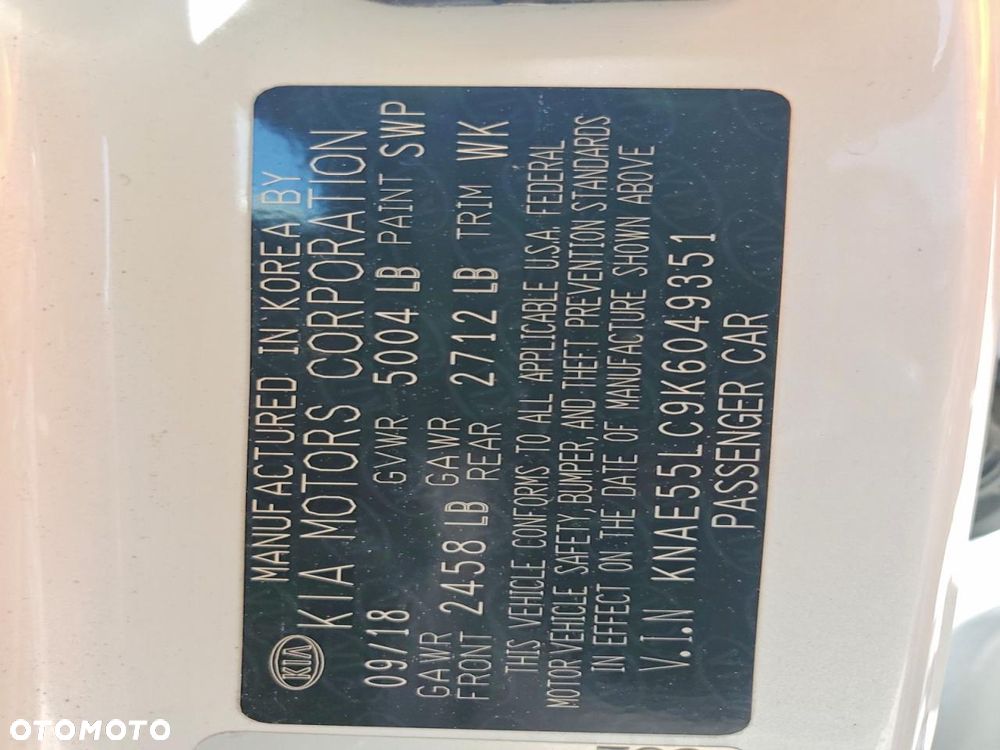 KIA
MANUFACTURED IN KOREA BY
KIA MOTORS CORPORATION
09/18 GVWR 5004 LB PAINT SWP
GAWR FRONT 2458 LB GAWR REAR 2712 LB TRIM WK
THIS VEHICLE CONFORMS TO ALL APPLICABLE U.S.A. FEDERAL
MOTOR VEHICLE SAFETY, BUMPER, AND THEFT PREVENTION STANDARDS
IN EFFECT ON THE DATE OF MANUFACTURE SHOWN ABOVE
V.I.N KNAE55LC9K6049351
PASSENGER CAR
OTOMOTO